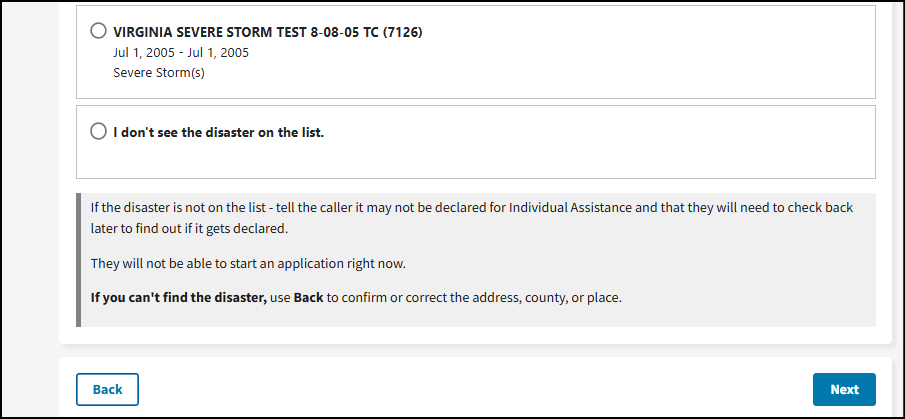 VIRGINIA SEVERE STORM TEST 8-08-05 TC (7126)
Jul 1, 2005 - Jul 1, 2005
Severe Storm(s)
I don't see the disaster on the list.
If the disaster is not on the list - tell the caller it may not be declared for Individual Assistance and that they will need to check back
later to find out if it gets declared.
They will not be able to start an application right now.
If you can't find the disaster, use Back to confirm or correct the address, county, or place.
Back
Next